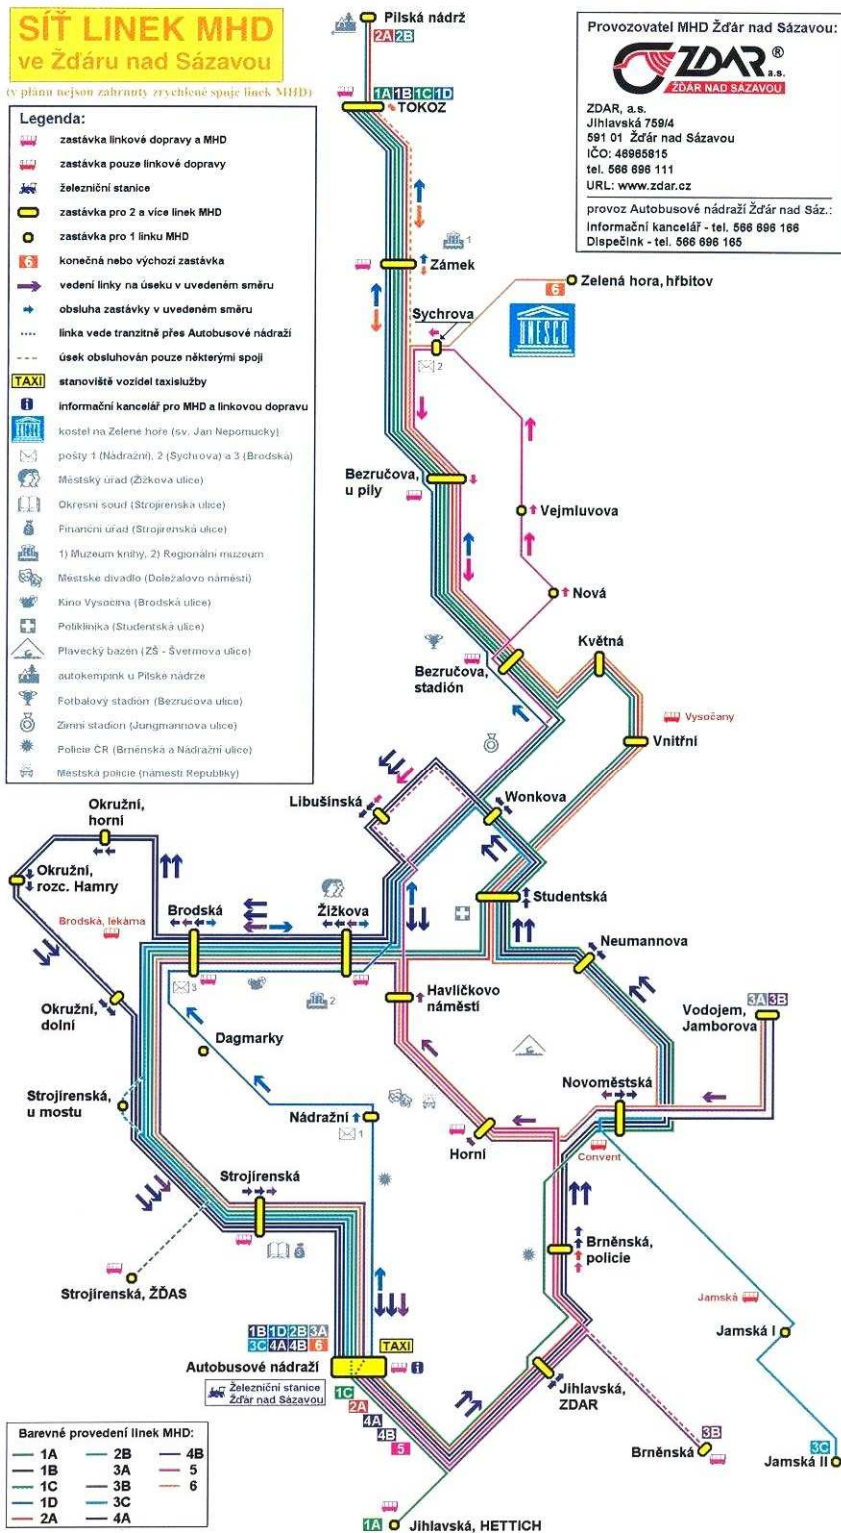 SÍŤ LINEK MHD
ve Žďáru nad Sázavou
(v plánu nejsou zahrnuty zrychlené spoje linek MHD)
Legenda:
zastávka linkové dopravy a MHD
zastávka pouze linkové dopravy
železniční stanice
zastávka pro 2 a více linek MHD
zastávka pro 1 linku MHD
6 konečná nebo výchozí zastávka
vedení linky na úseku v uvedeném směru
obsluha zastávky v uvedeném směru
linka vede tranzitně přes Autobusové nádraží
úsek obsluhován pouze některými spoji
TAXI stanoviště vozidel taxislužby
i informační kancelář pro MHD a linkovou dopravu
UNESCO kostel na Zelené hoře (sv. Jan Nepomucký)
pošty 1 (Nádražní), 2 (Sychrova) a 3 (Brodská)
Městský úřad (Žižkova ulice)
Okresní soud (Strojírenská ulice)
Finanční úřad (Strojírenská ulice)
1) Muzeum knihy, 2) Regionální muzeum
Městské divadlo (Doležalovo náměstí)
Kino Vysočina (Brodská ulice)
Poliklinika (Studentská ulice)
Plavecký bazén (ZŠ - Švermova ulice)
autokempink u Pilské nádrže
Fotbalový stadion (Bezručova ulice)
Zimní stadion (Jungmannova ulice)
Policie ČR (Brněnská a Nádražní ulice)
Městská policie (náměstí Republiky)
Provozovatel MHD Žďár nad Sázavou:
ZDAR ® a.s.
ŽĎÁR NAD SÁZAVOU
ZDAR, a.s.
Jihlavská 759/4
591 01 Žďár nad Sázavou
IČO: 46965815
tel. 566 696 111
URL: www.zdar.cz
provoz Autobusové nádraží Žďár nad Sáz.:
Informační kancelář - tel. 566 696 166
Dispečink - tel. 566 696 165
Pilská nádrž
2A 2B
1A 1B 1C 1D
TOKOZ
1
Zámek
Zelená hora, hřbitov
6
Sychrova
UNESCO
2
Bezručova,
u pily
Vejmluvova
Nová
Květná
Bezručova,
stadión
Vysočany
Vnitřní
Libušínská
Wonkova
Okružní,
horní
Okružní,
rozc. Hamry
Studentská
Brodská, lékárna
Brodská
Žižkova
Neumannova
3
2
Havlíčkovo
náměstí
3A 3B
Vodojem,
Jamborova
Okružní,
dolní
Dagmarky
Novoměstská
Strojírenská,
u mostu
Nádražní
1
Horní
Convent
Strojírenská
Brněnská,
policie
Strojírenská, ŽĎAS
Jamská
Jamská I
1B 1D 2B 3A
3C 4A 4B 6
TAXI
Autobusové nádraží
i
Železniční stanice
Žďár nad Sázavou
1C
2A
4A
4B
5
Jihlavská,
ZDAR
3B
Brněnská
3C
Jamská II
1A
Jihlavská, HETTICH
Barevné provedení linek MHD:
1A 2B 4B
1B 3A 5
1C 3B 6
1D 3C
2A 4A